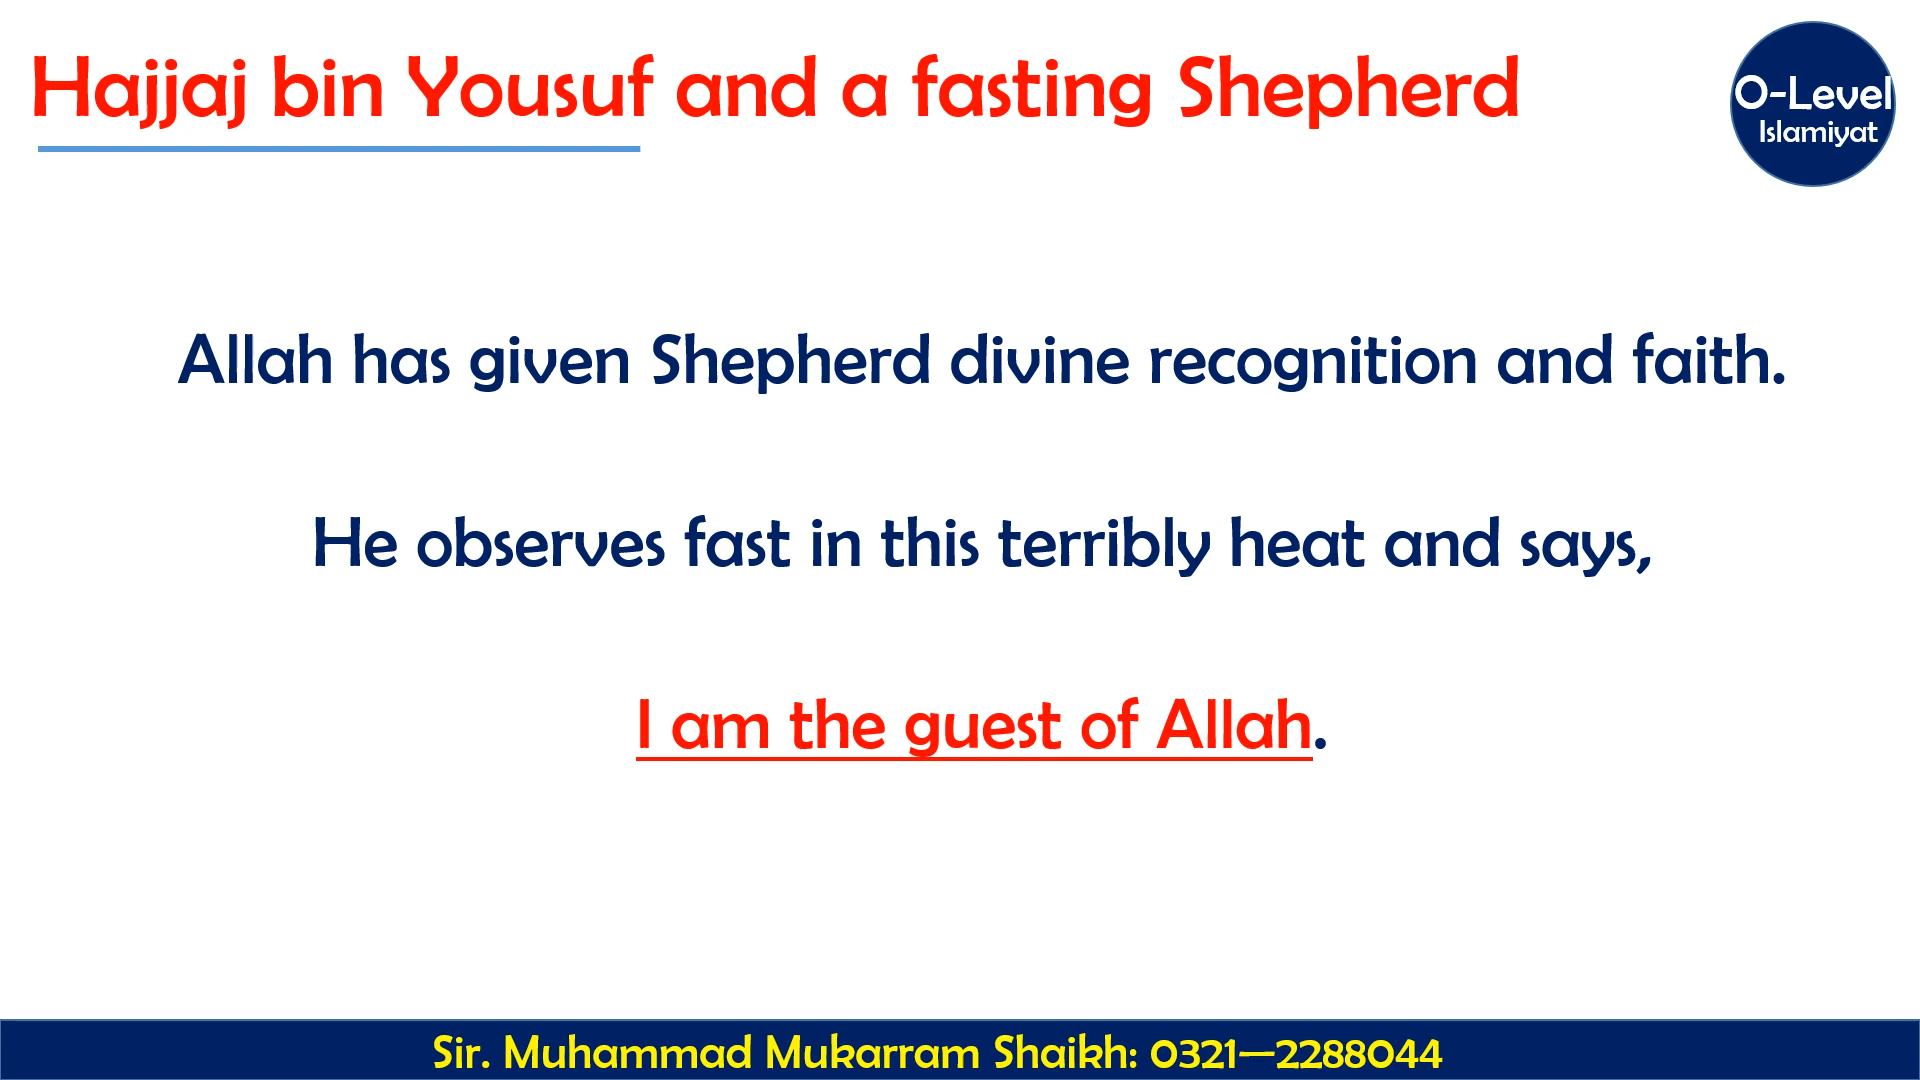 Hajjaj bin Yousuf and a fasting Shepherd
O-Level
Islamiyat
Allah has given Shepherd divine recognition and faith.
He observes fast in this terribly heat and says,
I am the guest of Allah.
Sir. Muhammad Mukarram Shaikh: 0321—2288044